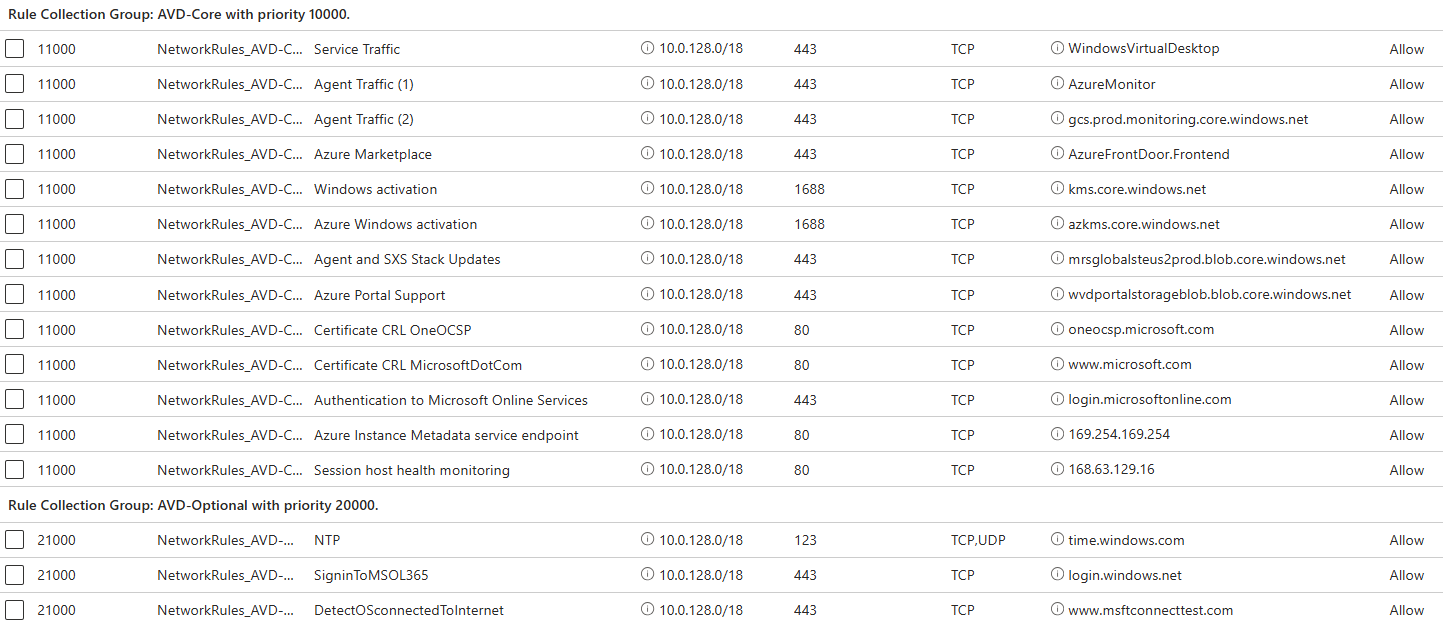 Rule Collection Group: AVD-Core with priority 10000.
11000 NetworkRules_AVD-C... Service Traffic 10.0.128.0/18 443 TCP WindowsVirtualDesktop Allow
11000 NetworkRules_AVD-C... Agent Traffic (1) 10.0.128.0/18 443 TCP AzureMonitor Allow
11000 NetworkRules_AVD-C... Agent Traffic (2) 10.0.128.0/18 443 TCP gcs.prod.monitoring.core.windows.net Allow
11000 NetworkRules_AVD-C... Azure Marketplace 10.0.128.0/18 443 TCP AzureFrontDoor.Frontend Allow
11000 NetworkRules_AVD-C... Windows activation 10.0.128.0/18 1688 TCP kms.core.windows.net Allow
11000 NetworkRules_AVD-C... Azure Windows activation 10.0.128.0/18 1688 TCP azkms.core.windows.net Allow
11000 NetworkRules_AVD-C... Agent and SXS Stack Updates 10.0.128.0/18 443 TCP mrsglobalsteus2prod.blob.core.windows.net Allow
11000 NetworkRules_AVD-C... Azure Portal Support 10.0.128.0/18 443 TCP wvdportalstorageblob.blob.core.windows.net Allow
11000 NetworkRules_AVD-C... Certificate CRL OneOCSP 10.0.128.0/18 80 TCP oneocsp.microsoft.com Allow
11000 NetworkRules_AVD-C... Certificate CRL MicrosoftDotCom 10.0.128.0/18 80 TCP www.microsoft.com Allow
11000 NetworkRules_AVD-C... Authentication to Microsoft Online Services 10.0.128.0/18 443 TCP login.microsoftonline.com Allow
11000 NetworkRules_AVD-C... Azure Instance Metadata service endpoint 10.0.128.0/18 80 TCP 169.254.169.254 Allow
11000 NetworkRules_AVD-C... Session host health monitoring 10.0.128.0/18 80 TCP 168.63.129.16 Allow
Rule Collection Group: AVD-Optional with priority 20000.
21000 NetworkRules_AVD-... NTP 10.0.128.0/18 123 TCP,UDP time.windows.com Allow
21000 NetworkRules_AVD-... SigninToMSOL365 10.0.128.0/18 443 TCP login.windows.net Allow
21000 NetworkRules_AVD-... DetectOSconnectedToInternet 10.0.128.0/18 443 TCP www.msftconnecttest.com Allow